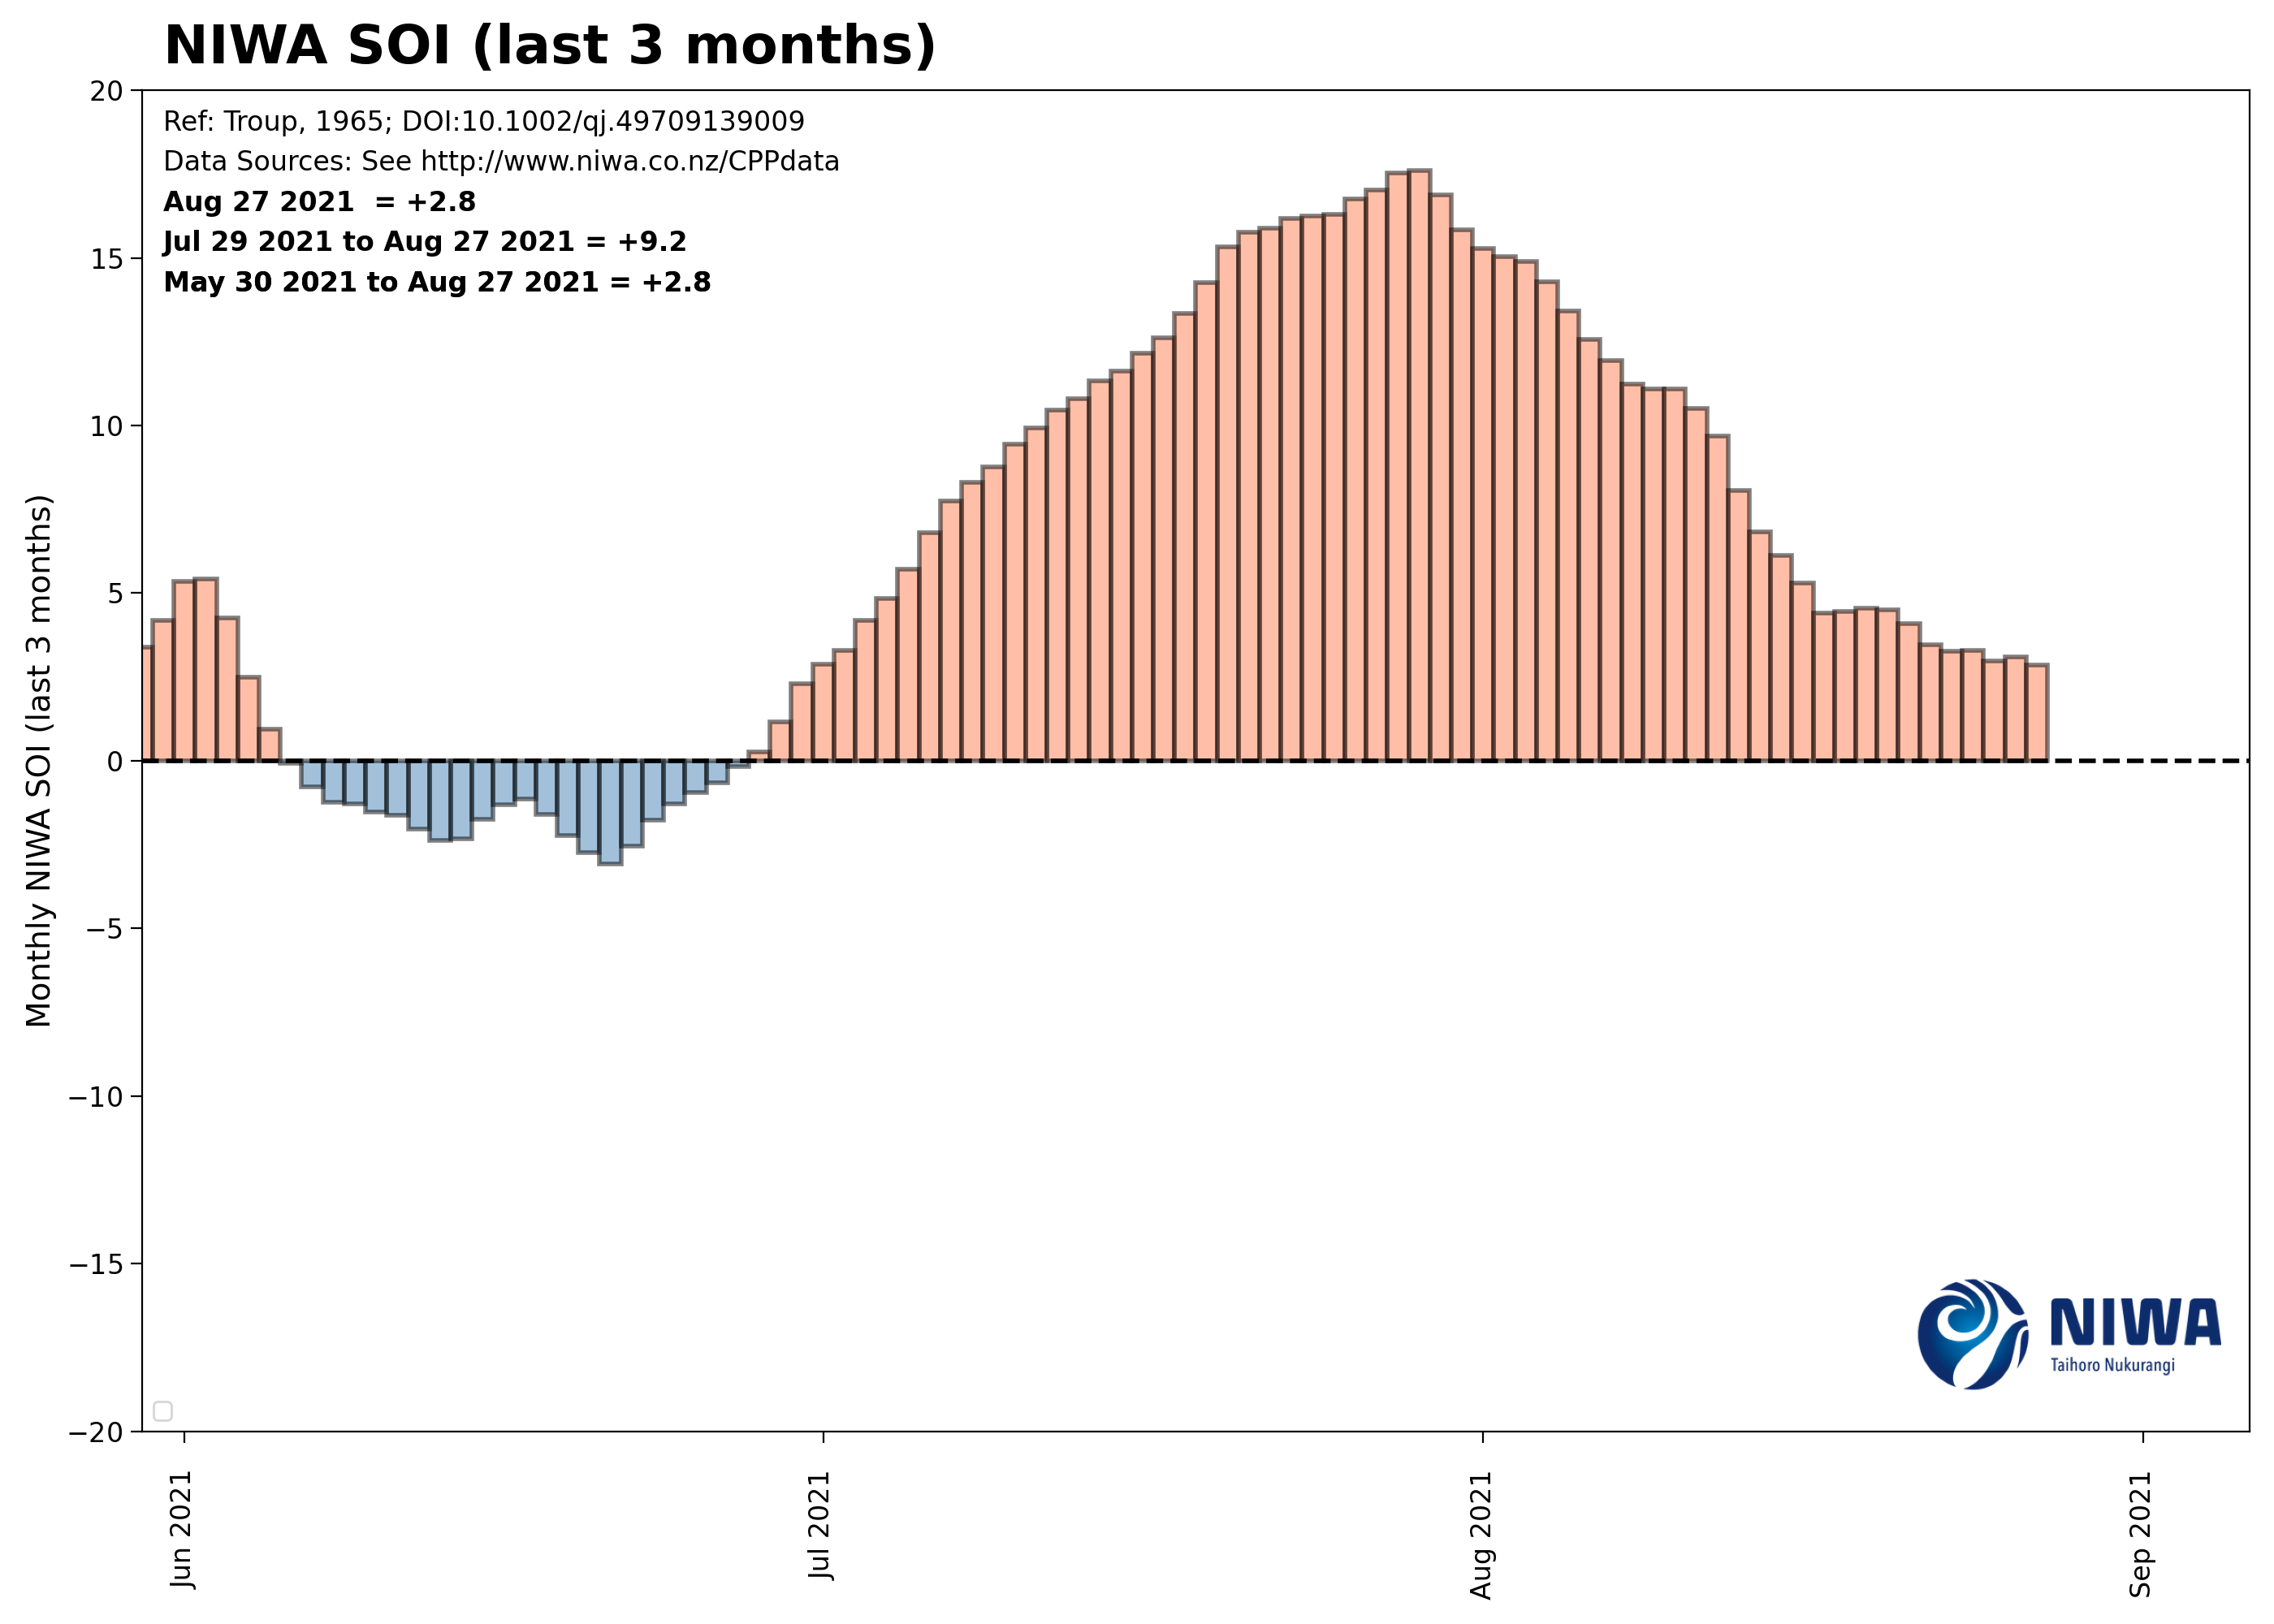 NIWA SOI (last 3 months)
Ref: Troup, 1965; DOI:10.1002/qj.49709139009
Data Sources: See http://www.niwa.co.nz/CPPdata
Aug 27 2021  = +2.8
Jul 29 2021 to Aug 27 2021 = +9.2
May 30 2021 to Aug 27 2021 = +2.8
Monthly NIWA SOI (last 3 months)
20
15
10
5
0
−5
−10
−15
−20
Jun 2021
Jul 2021
Aug 2021
Sep 2021
NIWA
Taihoro Nukurangi